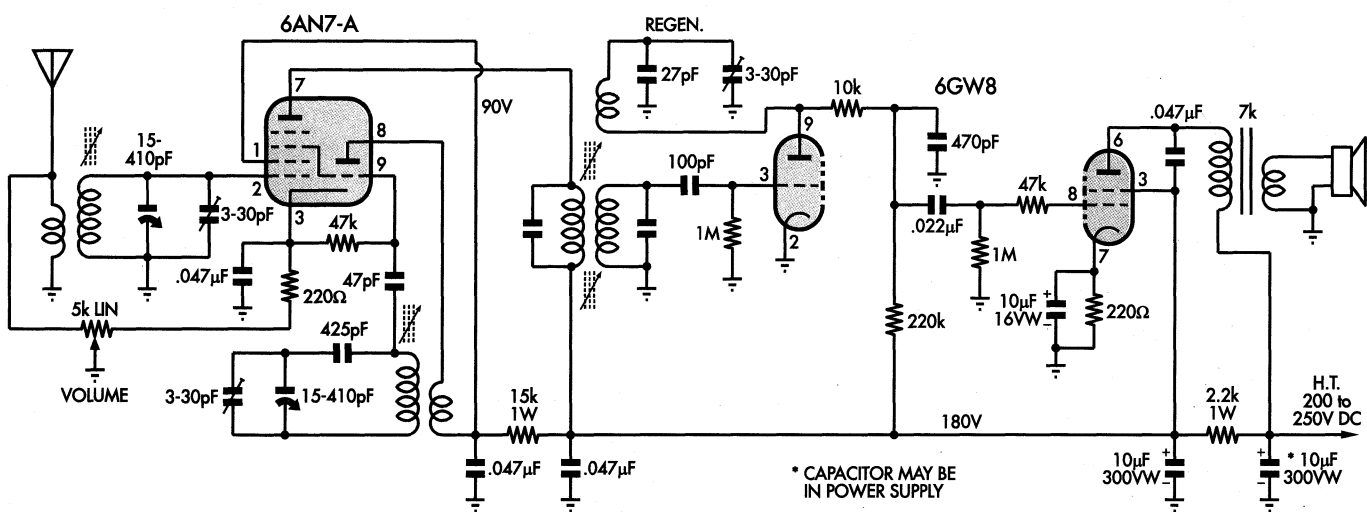 6AN7-A
REGEN.
7
27pF
3-30pF
90V
10k
6GW8
.047µF
7k
8
15-
410pF
1
9
9
470pF
6
100pF
3
47k
8
3
2
3-30pF
3
47k
1M
2
.022µF
1M
7
.047µF
220Ω
47pF
10µF
16VW
+
−
220Ω
5k LIN
425pF
220k
VOLUME
3-30pF
15-410pF
15k
1W
2.2k
1W
H.T.
200 to
250V DC
180V
.047µF
.047µF
* CAPACITOR MAY BE
IN POWER SUPPLY
10µF
300VW
+
−
+
−
* 10µF
300VW